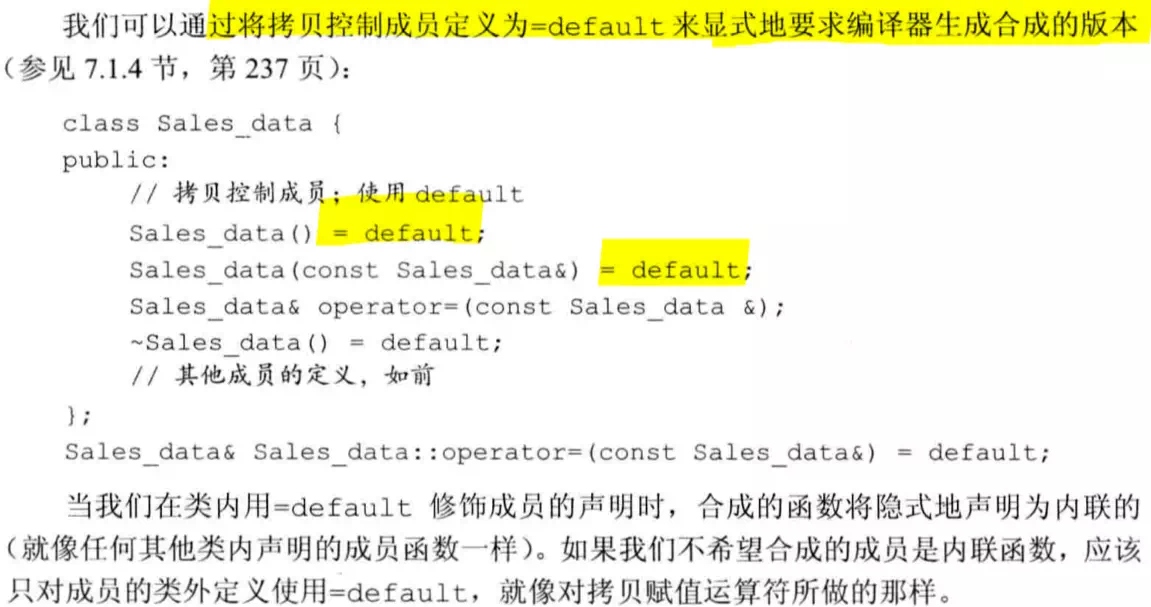 我们可以通过将拷贝控制成员定义为=default来显式地要求编译器生成合成的版本
（参见 7.1.4 节，第 237 页）：
class Sales_data {
public:
// 拷贝控制成员；使用 default
Sales_data() = default;
Sales_data(const Sales_data&) = default;
Sales_data& operator=(const Sales_data &);
~Sales_data() = default;
// 其他成员的定义，如前
};
Sales_data& Sales_data::operator=(const Sales_data&) = default;
当我们在类内用=default 修饰成员的声明时，合成的函数将隐式地声明为内联的
（就像任何其他类内声明的成员函数一样）。如果我们不希望合成的成员是内联函数，应该
只对成员的类外定义使用=default，就像对拷贝赋值运算符所做的那样。